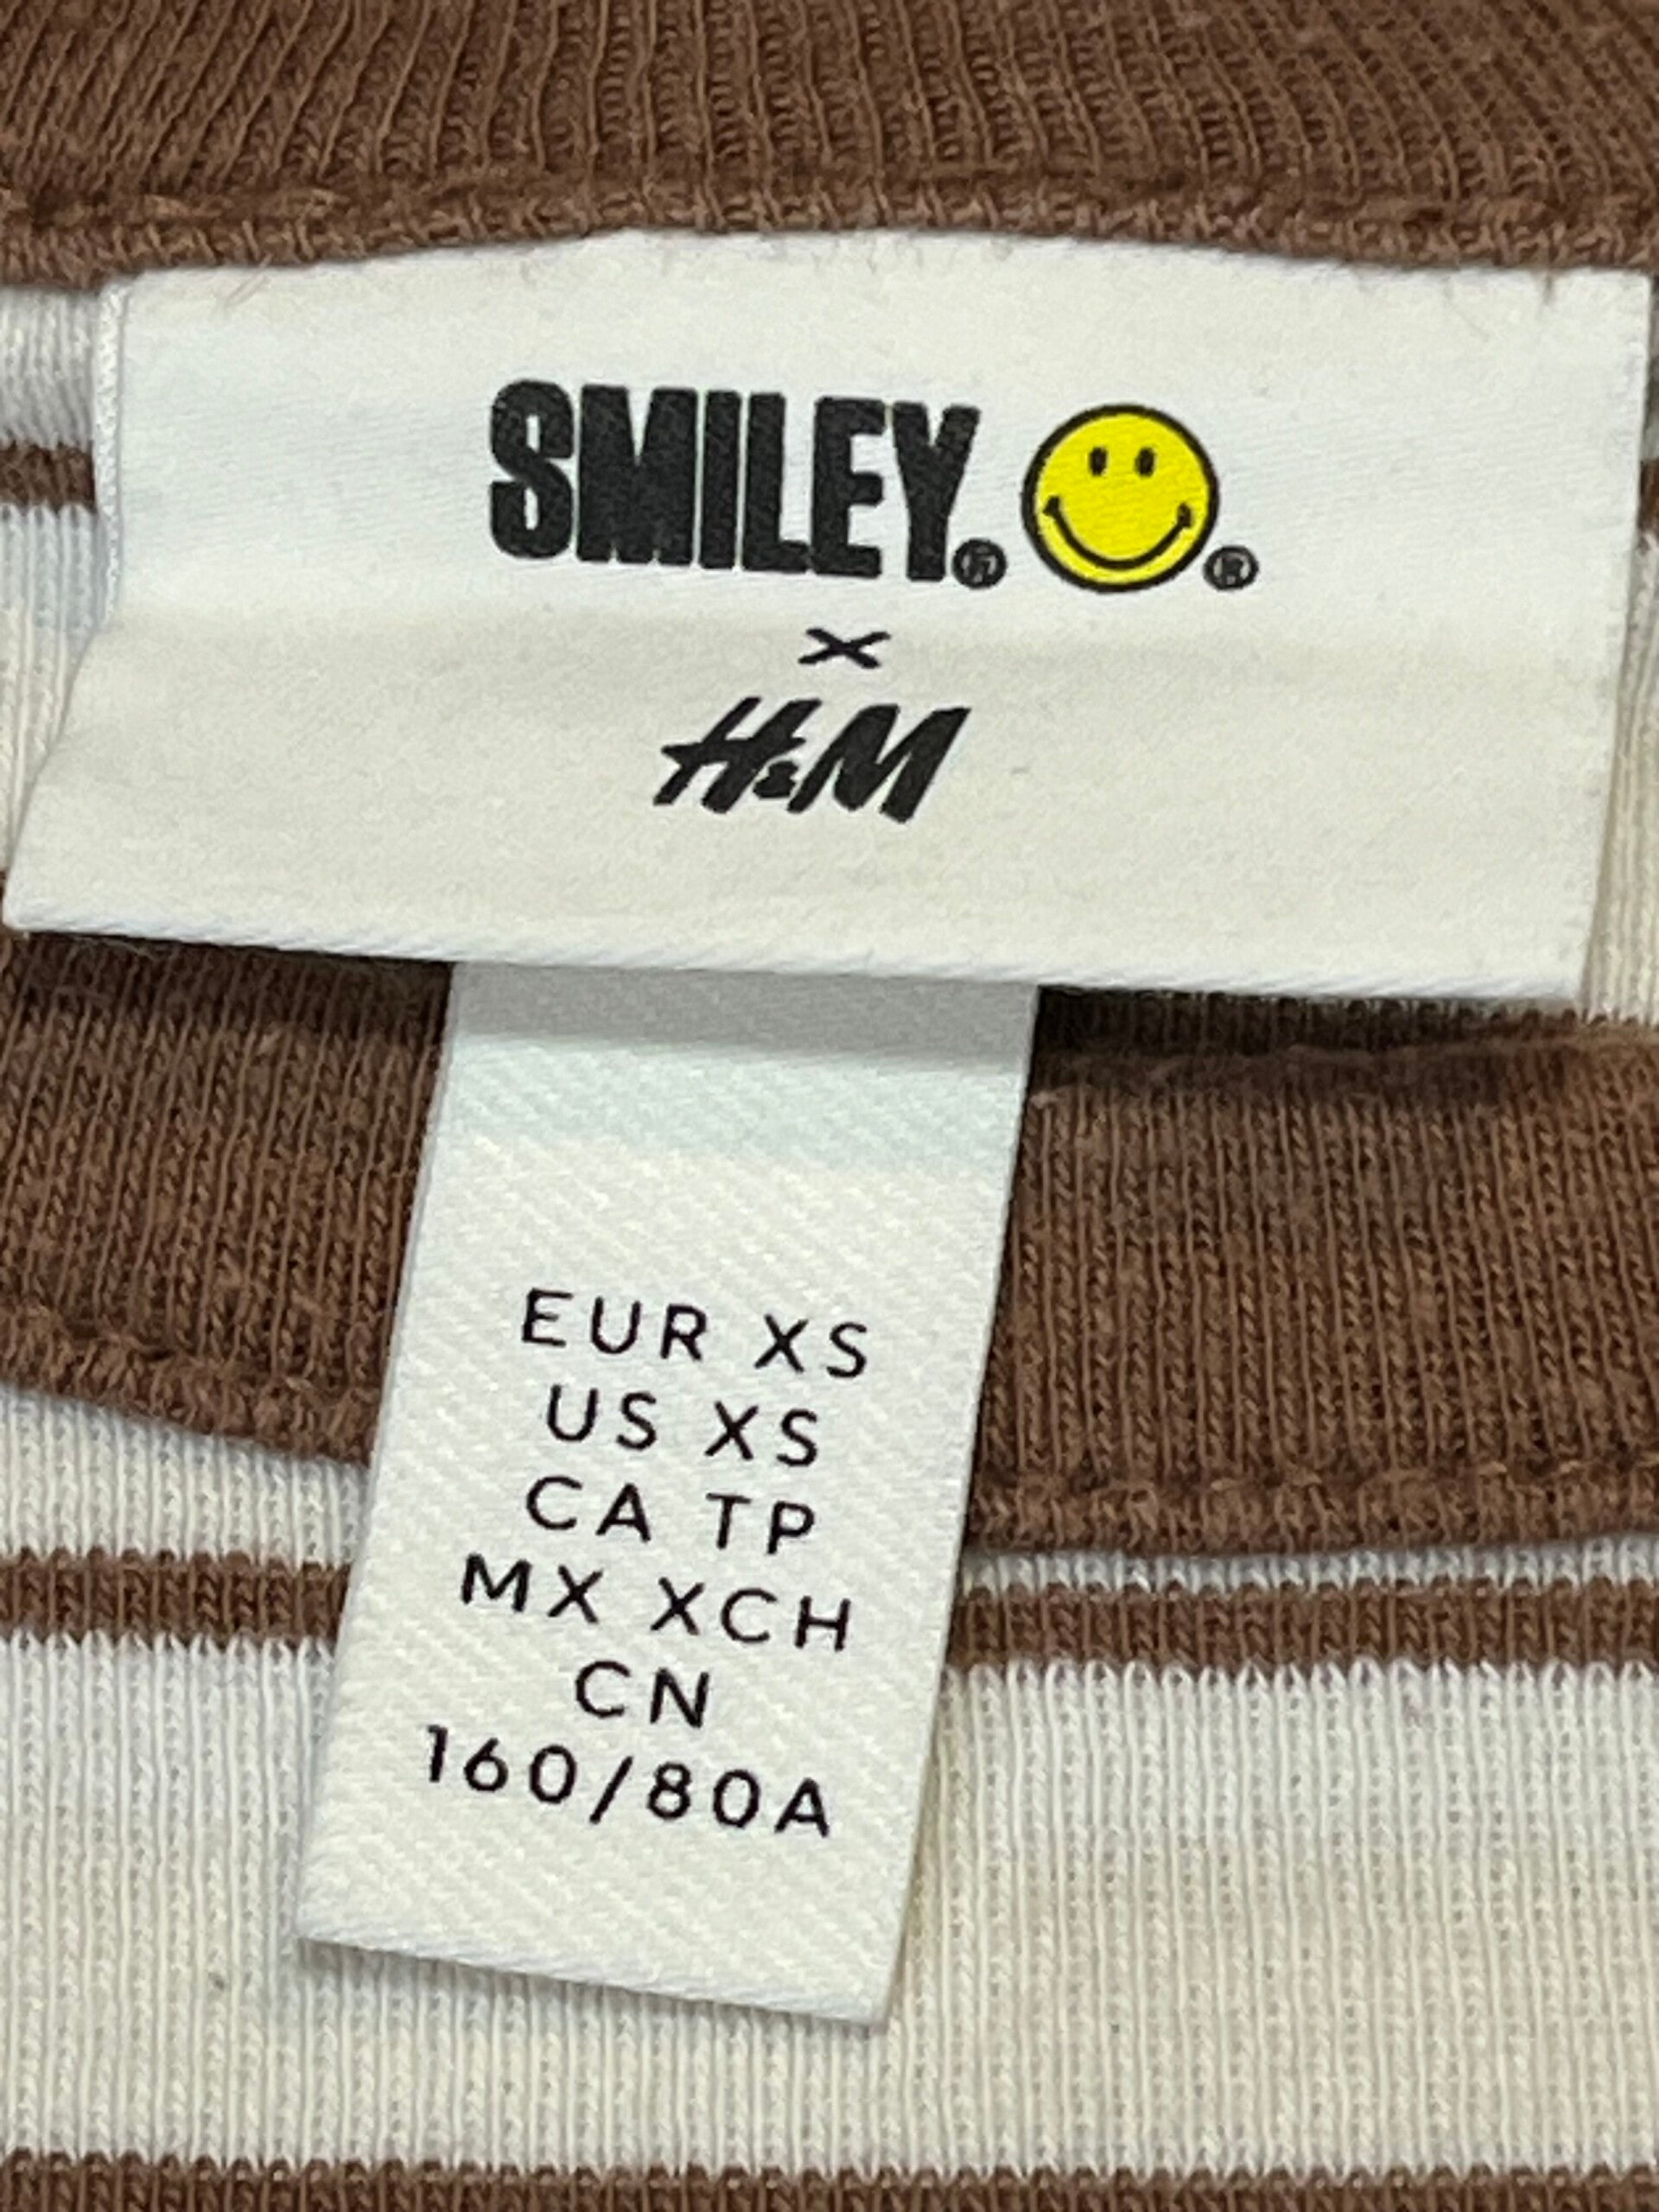 SMILEY® ®
×
H&M
EUR XS
US XS
CA TP
MX XCH
CN
160/80A